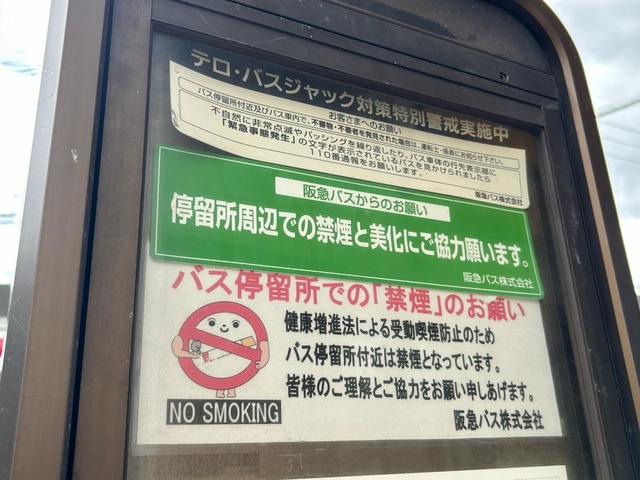 テロ・バスジャック対策特別警戒実施中
お客さまへのお願い
バス停留所付近及びバス車内で、不審物・不審者を発見された場合は、運転士・係員にお知らせ下さい。
不自然に非常点滅やパッシングを繰り返したり、バス車体の行先表示部に
「緊急事態発生」の文字が表示されているバスを見かけられましたら
110番通報をお願いします。
阪急バス株式会社
阪急バスからのお願い
停留所周辺での禁煙と美化にご協力願います。
阪急バス株式会社
バス停留所での「禁煙」のお願い
健康増進法による受動喫煙防止のため
バス停留所付近は禁煙となっています。
皆様のご理解とご協力をお願い申しあげます。
NO SMOKING
阪急バス株式会社